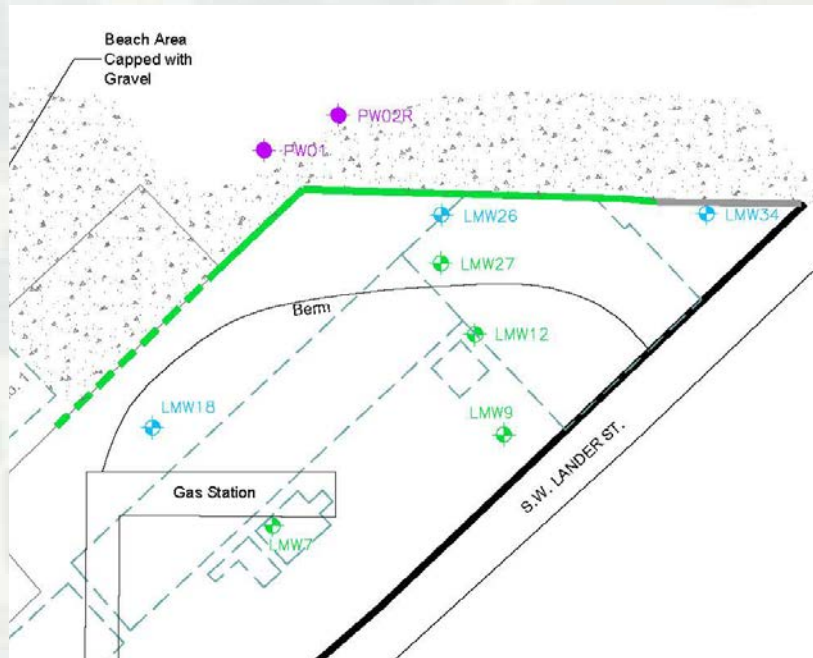 Beach Area
Capped with
Gravel
PW02R
PW01
LMW26
LMW34
LMW27
Berm
LMW12
LMW18
LMW9
S.W. LANDER ST.
Gas Station
LMW7